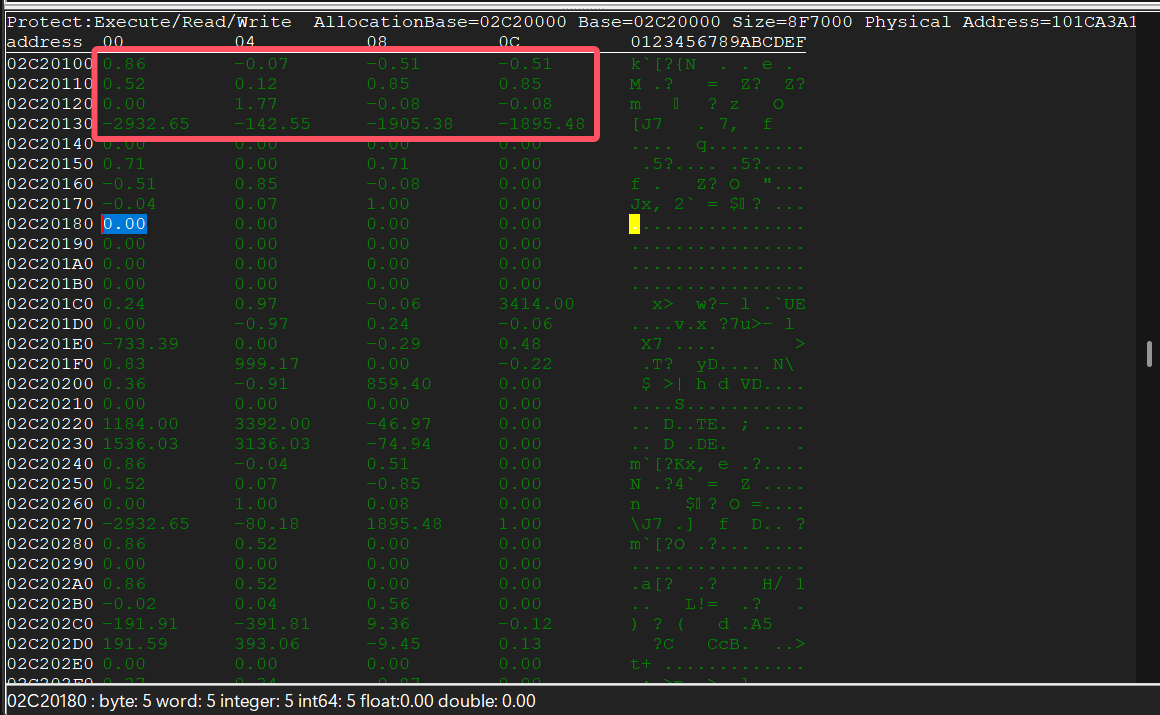 Protect:Execute/Read/Write  AllocationBase=02C20000 Base=02C20000 Size=8F7000 Physical Address=101CA3A1
address  00  04  08  0C  0123456789ABCDEF
02C20100 0.86 -0.07 -0.51 -0.51 k`[?{N . . e .
02C20110 0.52 0.12 0.85 0.85 M .? = Z? Z?
02C20120 0.00 1.77 -0.08 -0.08 m ? z O
02C20130 -2932.65 -142.55 -1905.38 -1895.48 [J7 . 7, f
02C20140 0.00 0.00 0.00 0.00 .... q.........
02C20150 0.71 0.00 0.71 0.00 .5?.... .5?....
02C20160 -0.51 0.85 -0.08 0.00 f . Z? O "...
02C20170 -0.04 0.07 1.00 0.00 Jx, 2` = $ ? ...
02C20180 0.00 0.00 0.00 0.00 ................
02C20190 0.00 0.00 0.00 0.00 ................
02C201A0 0.00 0.00 0.00 0.00 ................
02C201B0 0.00 0.00 0.00 0.00 ................
02C201C0 0.24 0.97 -0.06 3414.00 x> w?- l .`UE
02C201D0 0.00 -0.97 0.24 -0.06 ....v.x ?7u>- l
02C201E0 -733.39 0.00 -0.29 0.48 X7 .... >
02C201F0 0.83 999.17 0.00 -0.22 .T? yD.... N\
02C20200 0.36 -0.91 859.40 0.00 $ >| h d VD....
02C20210 0.00 0.00 0.00 0.00 ....S...........
02C20220 1184.00 3392.00 -46.97 0.00 .. D..TE. ; ....
02C20230 1536.03 3136.03 -74.94 0.00 .. D .DE. .
02C20240 0.86 -0.04 0.51 0.00 m`[?Kx, e .?....
02C20250 0.52 0.07 -0.85 0.00 N .?4` = Z ....
02C20260 0.00 1.00 0.08 0.00 n $ ? O =....
02C20270 -2932.65 -80.18 1895.48 1.00 \J7 .] f D.. ?
02C20280 0.86 0.52 0.00 0.00 m`[?O .?... ....
02C20290 0.00 0.00 0.00 0.00 ................
02C202A0 0.86 0.52 0.00 0.00 .a[? .? H/ l
02C202B0 -0.02 0.04 0.56 0.00 .. L!= .? .
02C202C0 -191.91 -391.81 9.36 -0.12 ) ? ( d .A5
02C202D0 191.59 393.06 -9.45 0.13 ?C CcB. ..>
02C202E0 0.00 0.00 0.00 0.00 t+ .............
02C20180 : byte: 5 word: 5 integer: 5 int64: 5 float:0.00 double: 0.00